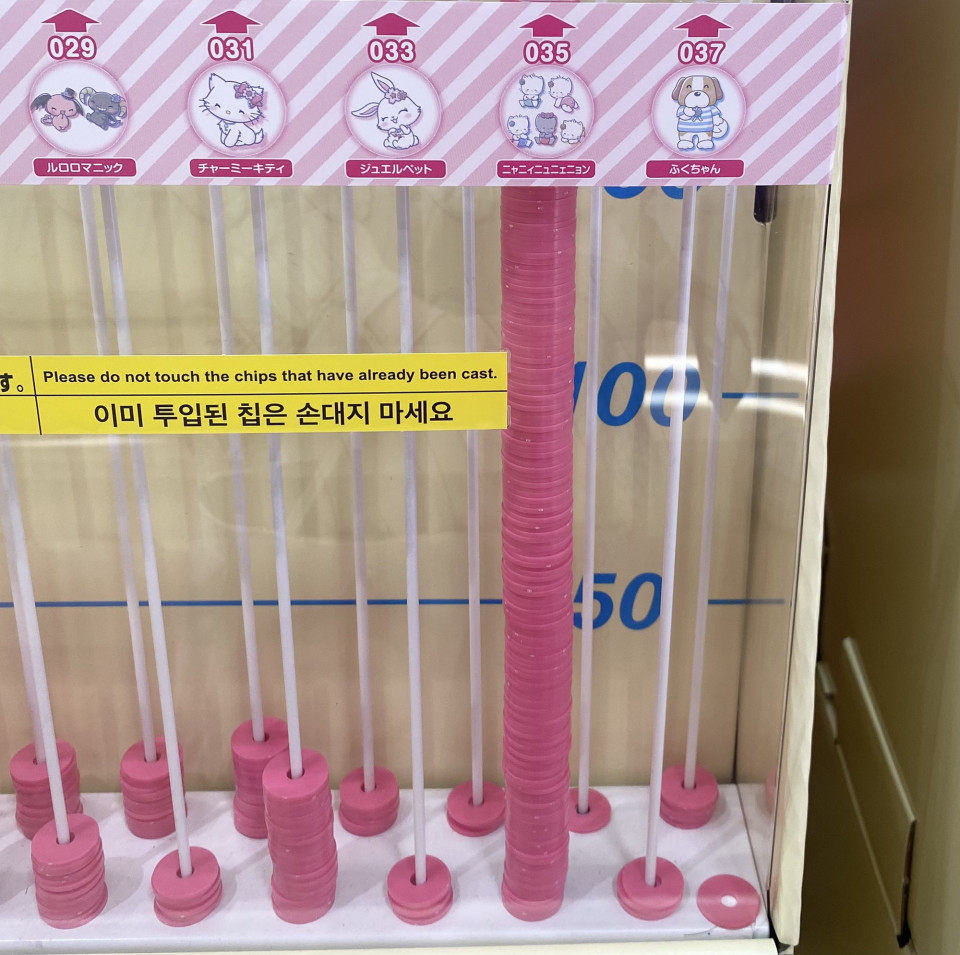 029
031
033
035
037
ルロロマニック
チャーミーキティ
ジュエルペット
ニャニィニュニェニョン
ふくちゃん
す。
Please do not touch the chips that have already been cast.
이미 투입된 칩은 손대지 마세요
100
50